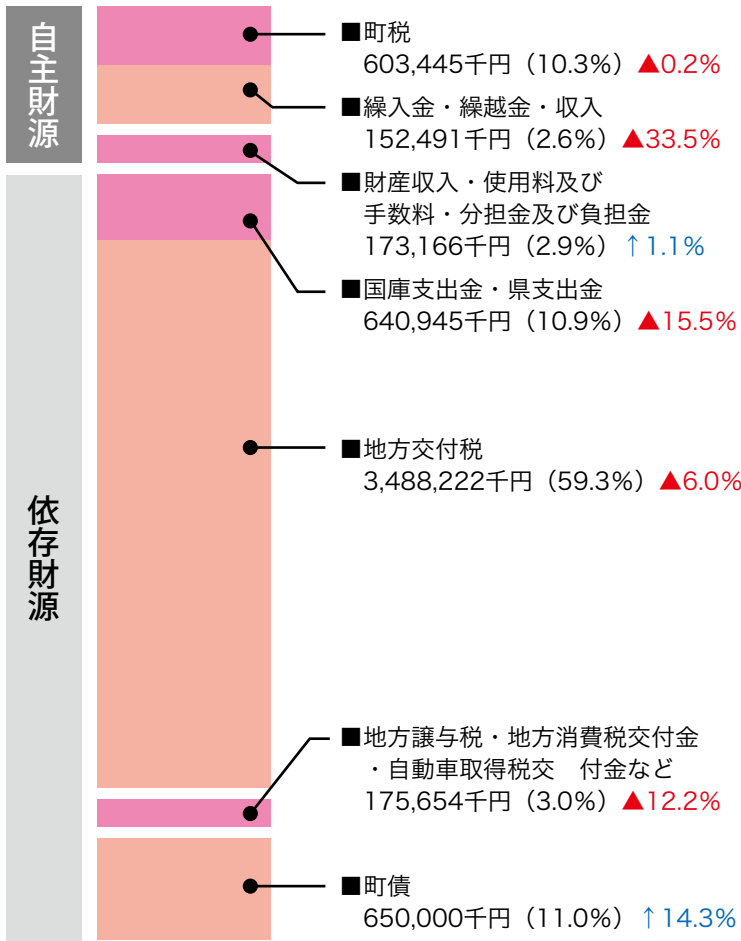 自主財源
■町税
603,445千円（10.3%）▲0.2%
■繰入金・繰越金・収入
152,491千円（2.6%）▲33.5%
■財産収入・使用料及び
手数料・分担金及び負担金
173,166千円（2.9%）↑1.1%
依存財源
■国庫支出金・県支出金
640,945千円（10.9%）▲15.5%
■地方交付税
3,488,222千円（59.3%）▲6.0%
■地方譲与税・地方消費税交付金
・自動車取得税交　付金など
175,654千円（3.0%）▲12.2%
■町債
650,000千円（11.0%）↑14.3%